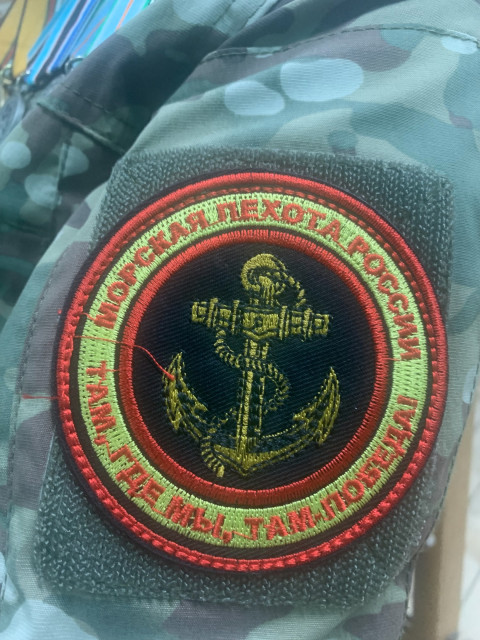 МОРСКАЯ ПЕХОТА РОССИИ
ТАМ, ГДЕ МЫ, ТАМ ПОБЕДА!